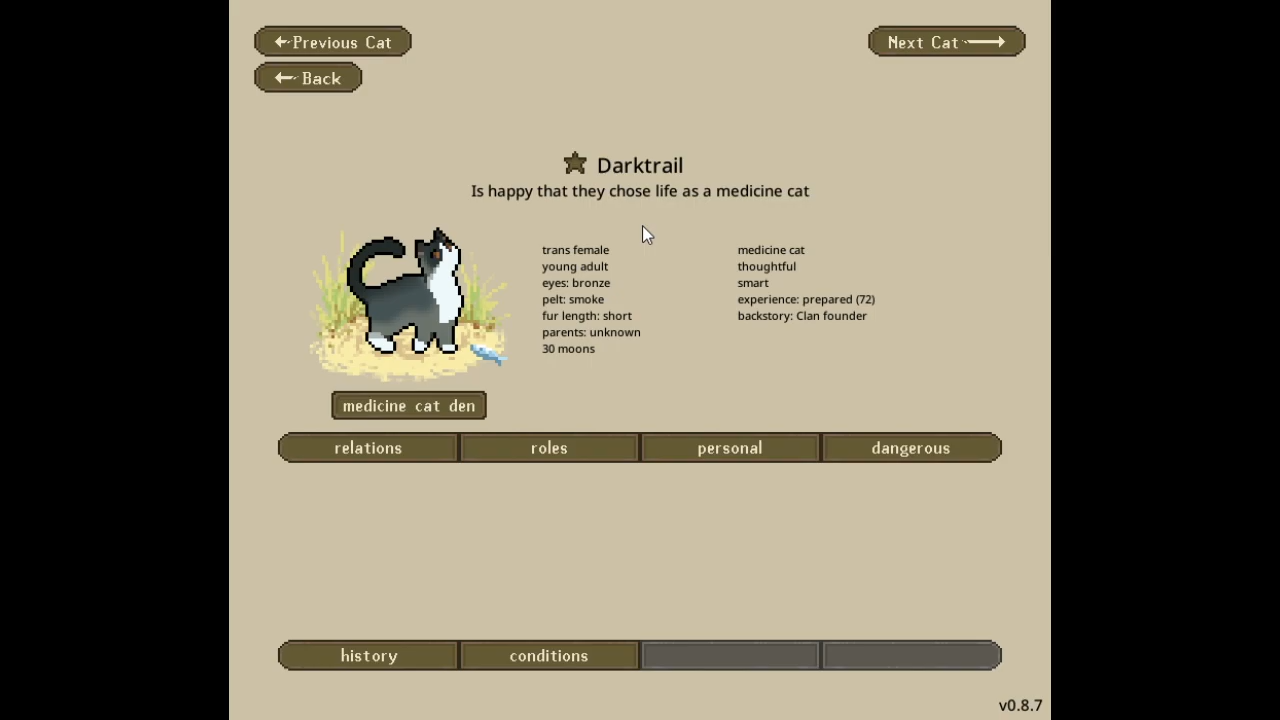 Previous Cat
Next Cat
Back
Darktrail
Is happy that they chose life as a medicine cat
trans female
young adult
eyes: bronze
pelt: smoke
fur length: short
parents: unknown
30 moons
medicine cat
thoughtful
smart
experience: prepared (72)
backstory: Clan founder
medicine cat den
relations
roles
personal
dangerous
history
conditions
v0.8.7